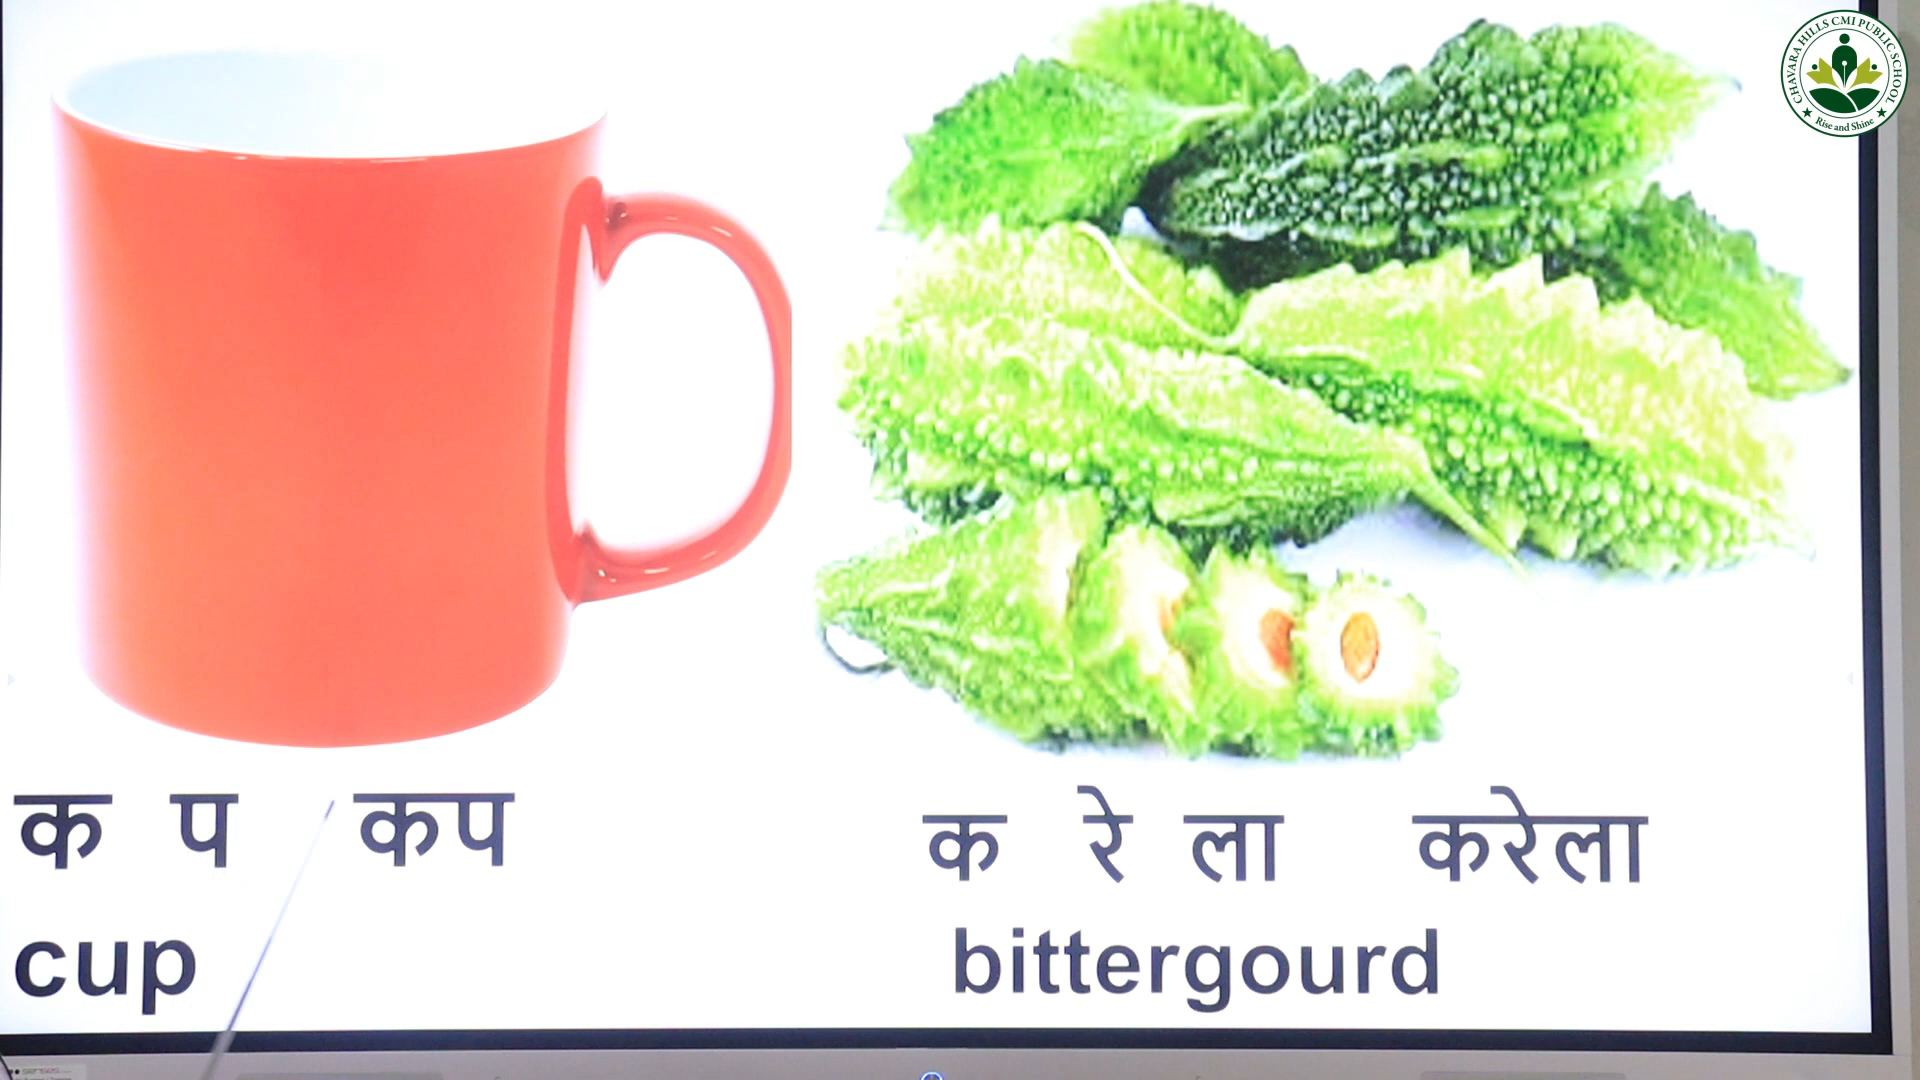 क प कप
cup
क रे ला करेला
bittergourd
CHAVARA HILLS CMI PUBLIC SCHOOL
Rise and Shine